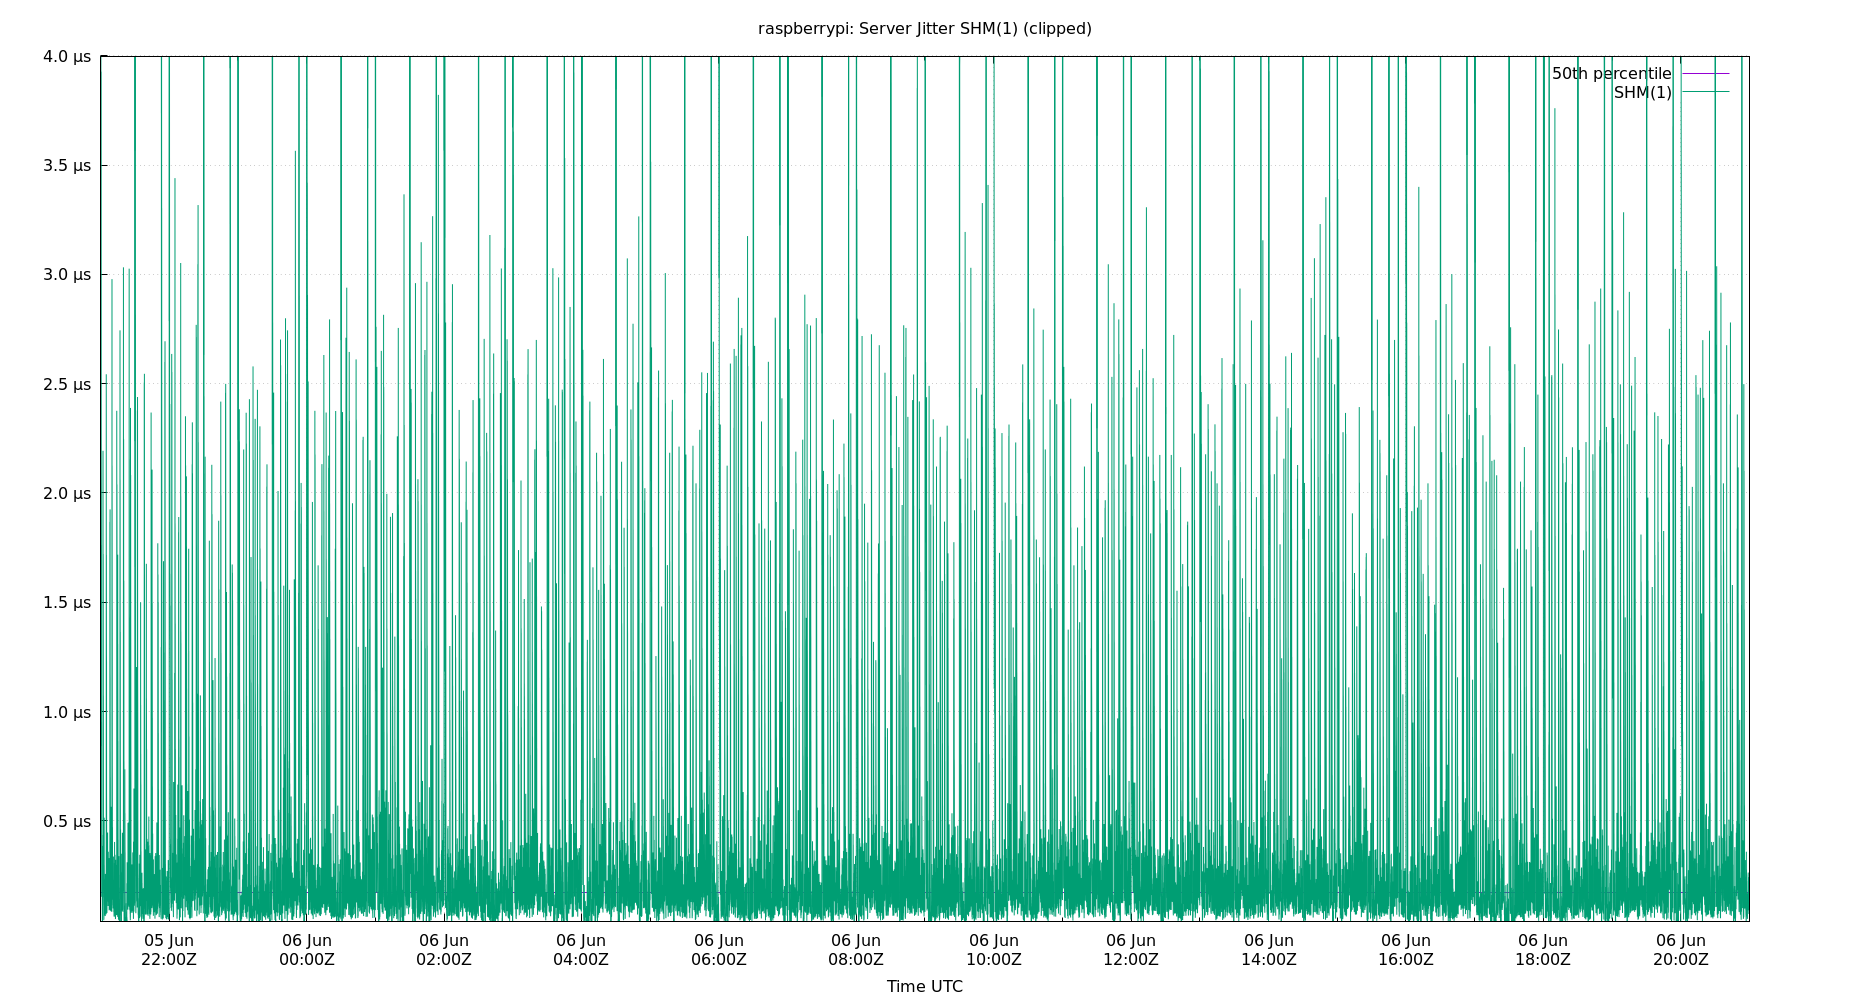 raspberrypi: Server Jitter SHM(1) (clipped)
4.0 µs
3.5 µs
3.0 µs
2.5 µs
2.0 µs
1.5 µs
1.0 µs
0.5 µs
50th percentile
SHM(1)
05 Jun 22:00Z
06 Jun 00:00Z
06 Jun 02:00Z
06 Jun 04:00Z
06 Jun 06:00Z
06 Jun 08:00Z
06 Jun 10:00Z
06 Jun 12:00Z
06 Jun 14:00Z
06 Jun 16:00Z
06 Jun 18:00Z
06 Jun 20:00Z
Time UTC